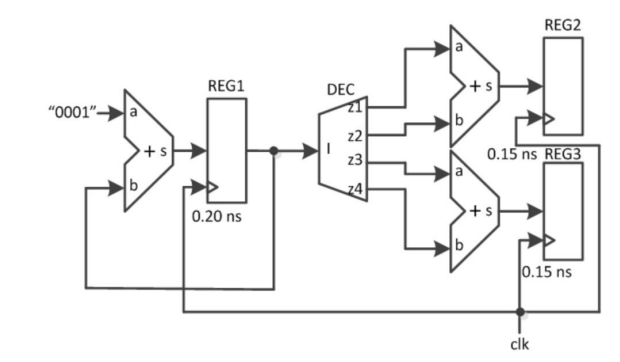 REG2
a
+ s
b
REG1
DEC
"0001"
a
+ s
b
I
z1
z2
z3
z4
0.15 ns
REG3
a
+ s
b
0.20 ns
0.15 ns
clk